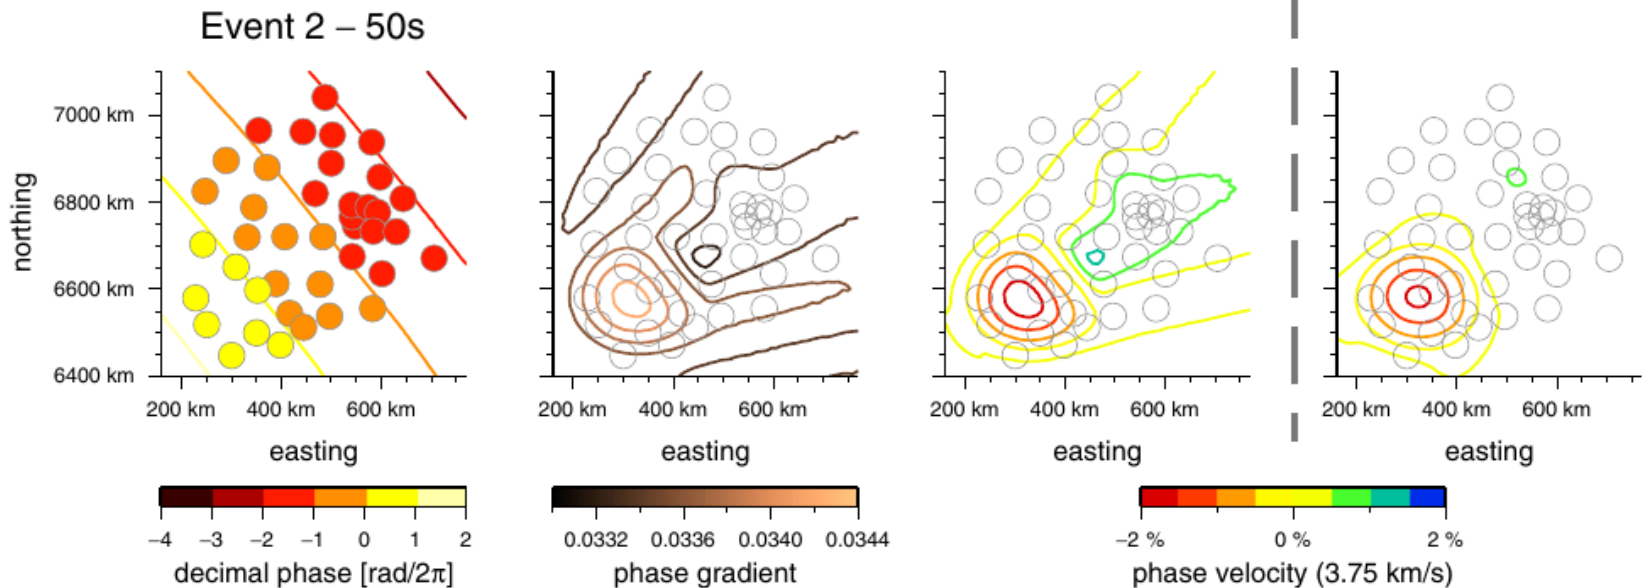 Event 2 – 50s
northing
7000 km
6800 km
6600 km
6400 km
200 km 400 km 600 km
200 km 400 km 600 km
200 km 400 km 600 km
200 km 400 km 600 km
easting
easting
easting
easting
−4 −3 −2 −1 0 1 2
decimal phase [rad/2π]
0.0332 0.0336 0.0340 0.0344
phase gradient
−2 % 0 % 2 %
phase velocity (3.75 km/s)